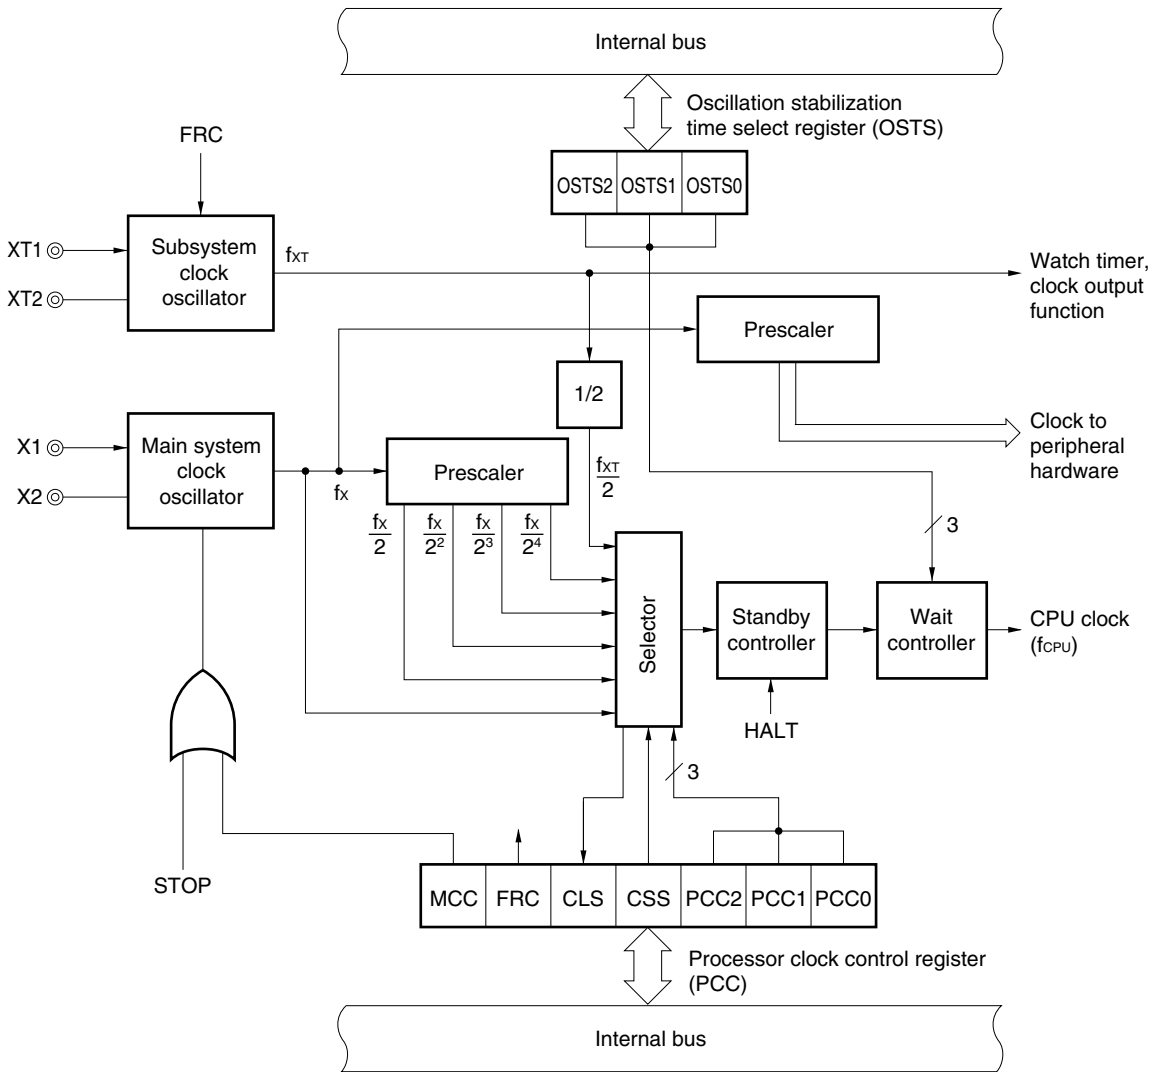 Internal bus
Oscillation stabilization
time select register (OSTS)
FRC
OSTS2 OSTS1 OSTS0
XT1
XT2
Subsystem
clock
oscillator
fXT
Watch timer,
clock output
function
Prescaler
1/2
X1
X2
Main system
clock
oscillator
fX
Prescaler
fXT
2
Clock to
peripheral
hardware
fX
2
fX
2²
fX
2³
fX
2⁴
3
Selector
Standby
controller
Wait
controller
CPU clock
(fCPU)
HALT
3
STOP
MCC FRC CLS CSS PCC2 PCC1 PCC0
Processor clock control register
(PCC)
Internal bus